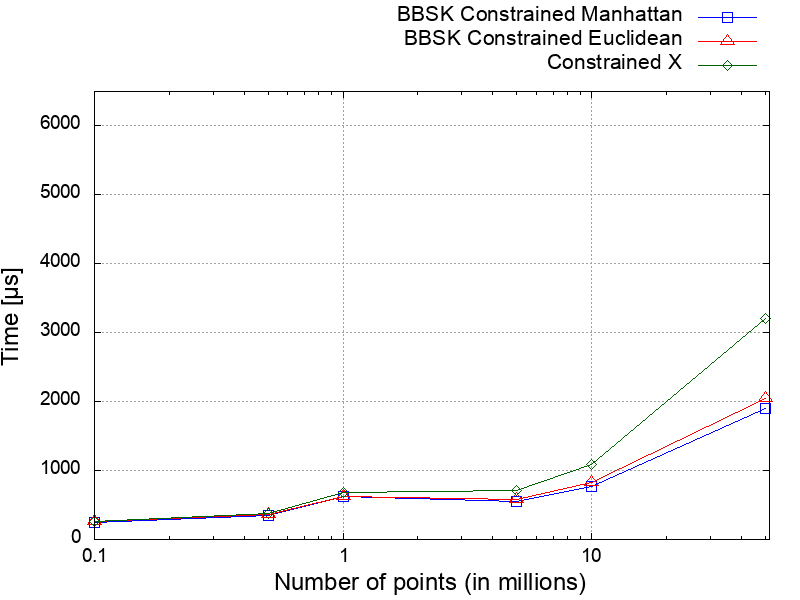 BBSK Constrained Manhattan
BBSK Constrained Euclidean
Constrained X
6000
5000
4000
3000
2000
1000
0
Time [µs]
0.1 1 10
Number of points (in millions)